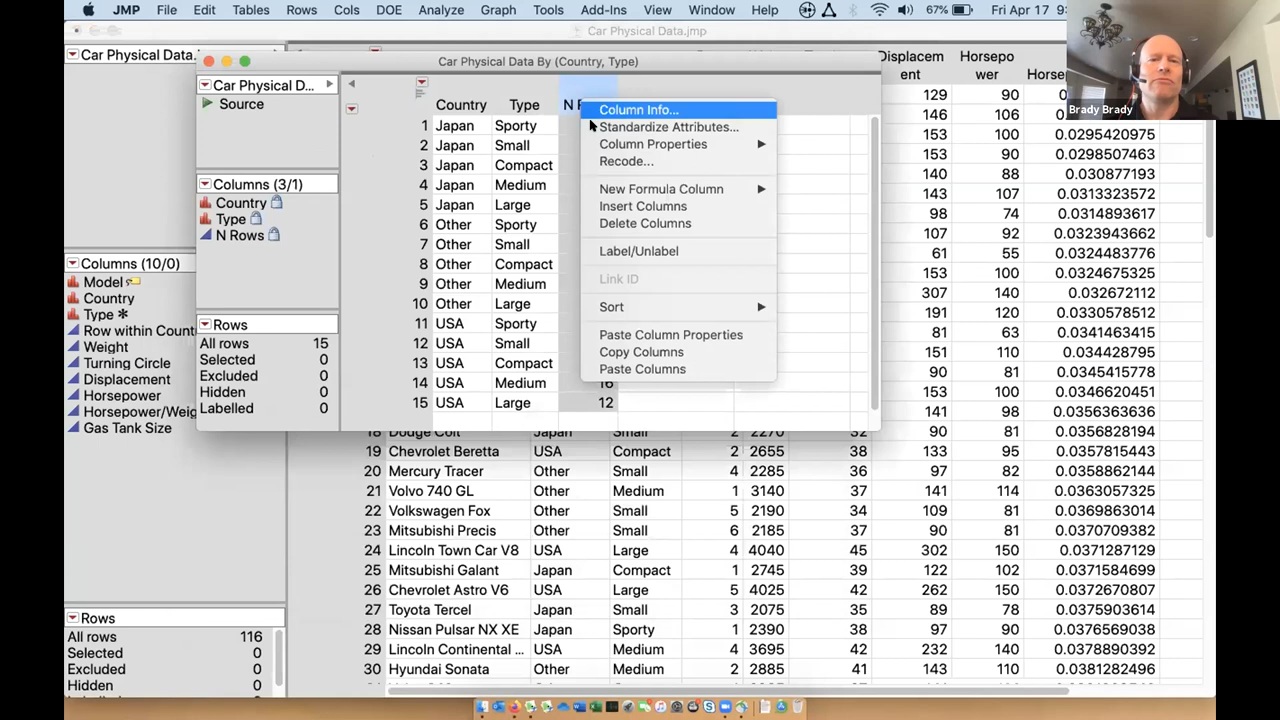 JMP File Edit Tables Rows Cols DOE Analyze Graph Tools Add-Ins View Window Help 67% Fri Apr 17
Car Physical Data.jmp
Brady Brady
Car Physical Data By (Country, Type)
Car Physical D...
Source
Columns (3/1)
Country
Type
N Rows
Rows
All rows 15
Selected 0
Excluded 0
Hidden 0
Labelled 0
Country Type
1 Japan Sporty
2 Japan Small
3 Japan Compact
4 Japan Medium
5 Japan Large
6 Other Sporty
7 Other Small
8 Other Compact
9 Other Medium
10 Other Large
11 USA Sporty
12 USA Small
13 USA Compact
14 USA Medium 16
15 USA Large 12
Column Info...
Standardize Attributes...
Column Properties
Recode...
New Formula Column
Insert Columns
Delete Columns
Label/Unlabel
Link ID
Sort
Paste Column Properties
Copy Columns
Paste Columns
Car Physical Data.
Columns (10/0)
Model
Country
Type
Row within Count
Weight
Turning Circle
Displacement
Horsepower
Horsepower/Weig
Gas Tank Size
Rows
All rows 116
Selected 0
Excluded 0
Hidden 0
Displacem
ent
Horsepo
wer
129 90
146 106
153 100 0.0295420975
153 90 0.0298507463
140 88 0.030877193
143 107 0.0313323572
98 74 0.0314893617
107 92 0.0323943662
61 55 0.0324483776
153 100 0.0324675325
307 140 0.032672112
191 120 0.0330578512
81 63 0.0341463415
151 110 0.034428795
90 81 0.0345415778
153 100 0.0346620451
141 98 0.0356363636
18 Dodge Colt Japan Small 2 2270 32 90 81 0.0356828194
19 Chevrolet Beretta USA Compact 2 2655 38 133 95 0.0357815443
20 Mercury Tracer Other Small 4 2285 36 97 82 0.0358862144
21 Volvo 740 GL Other Medium 1 3140 37 141 114 0.0363057325
22 Volkswagen Fox Other Small 5 2190 34 109 81 0.0369863014
23 Mitsubishi Precis Other Small 6 2185 37 90 81 0.0370709382
24 Lincoln Town Car V8 USA Large 4 4040 45 302 150 0.0371287129
25 Mitsubishi Galant Japan Compact 1 2745 39 122 102 0.0371584699
26 Chevrolet Astro V6 USA Large 5 4025 42 262 150 0.0372670807
27 Toyota Tercel Japan Small 3 2075 35 89 78 0.0375903614
28 Nissan Pulsar NX XE Japan Sporty 1 2390 38 97 90 0.0376569038
29 Lincoln Continental ... USA Medium 4 3695 42 232 140 0.0378890392
30 Hyundai Sonata Other Medium 2 2885 41 143 110 0.0381282496